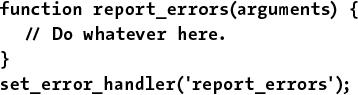 function report_errors(arguments) {
   // Do whatever here.
}
set_error_handler('report_errors');